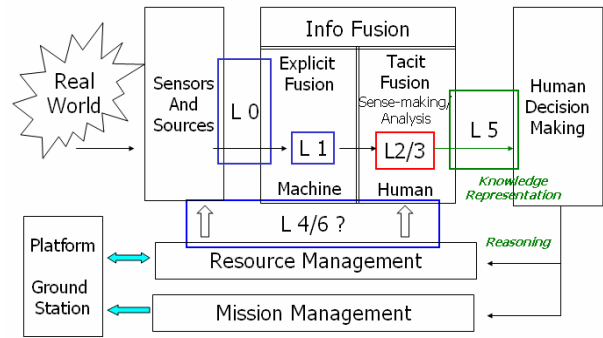 Info Fusion
Real
World
Sensors
And
Sources
L 0
Explicit
Fusion
L 1
Machine
Tacit
Fusion
Sense-making/
Analysis
L2/3
Human
L 5
Knowledge
Representation
Human
Decision
Making
L 4/6 ?
Reasoning
Platform
Ground
Station
Resource Management
Mission Management